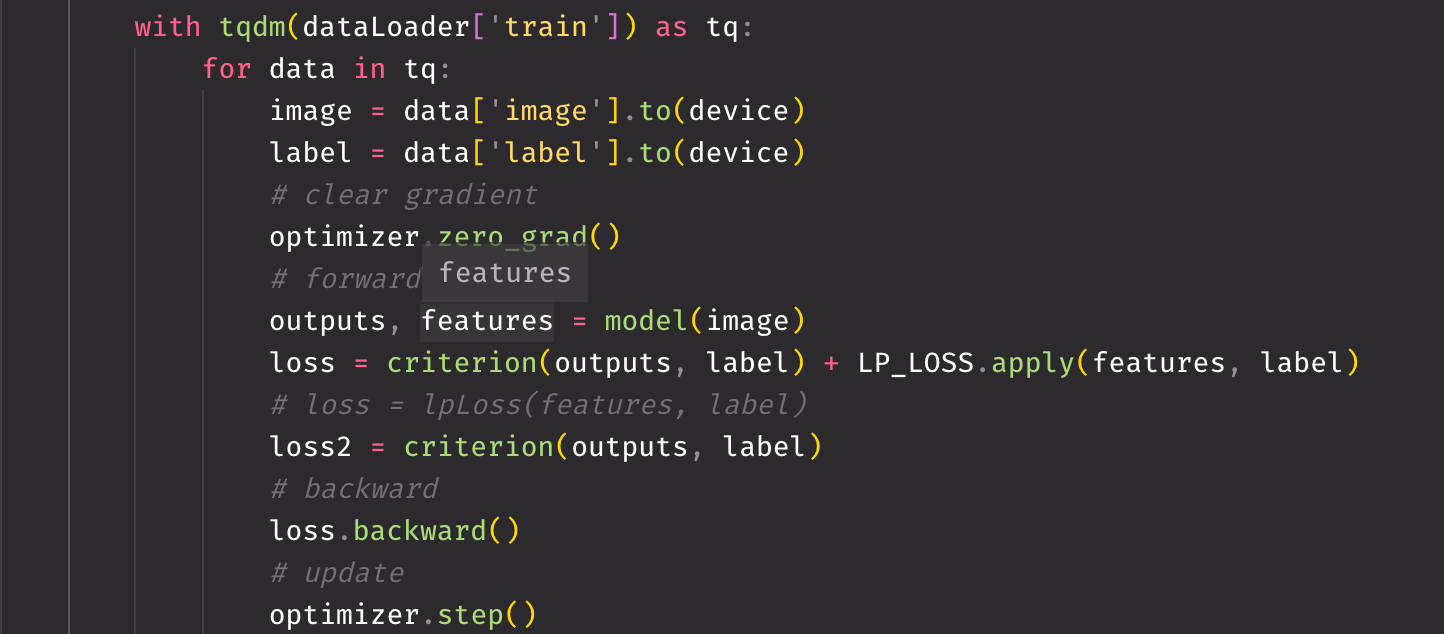 with tqdm(dataLoader['train']) as tq:
for data in tq:
image = data['image'].to(device)
label = data['label'].to(device)
# clear gradient
optimizer.zero_grad()
# forward
features
outputs, features = model(image)
loss = criterion(outputs, label) + LP_LOSS.apply(features, label)
# loss = lpLoss(features, label)
loss2 = criterion(outputs, label)
# backward
loss.backward()
# update
optimizer.step()